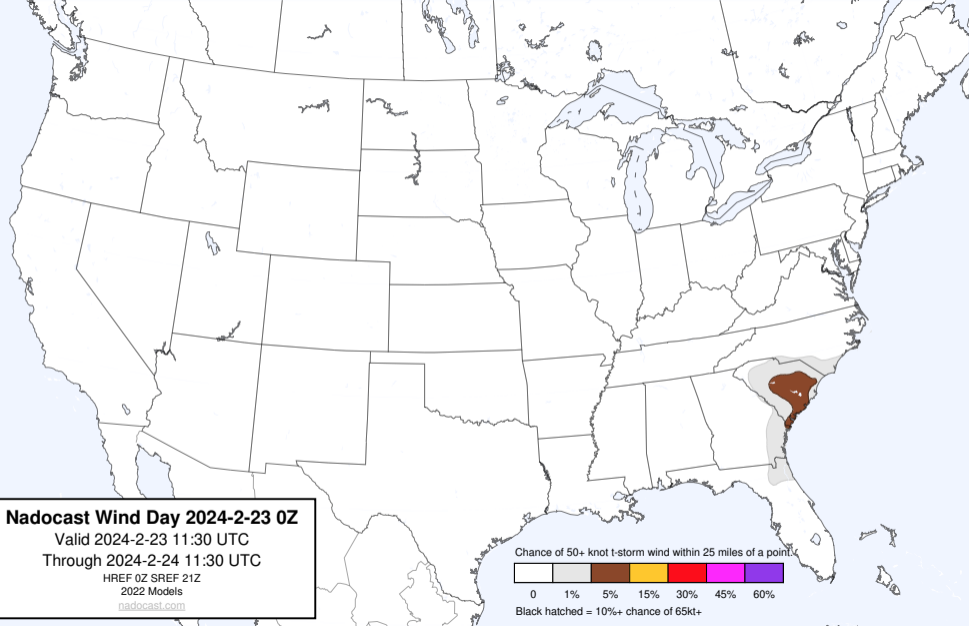 Nadocast Wind Day 2024-2-23 0Z
Valid 2024-2-23 11:30 UTC
Through 2024-2-24 11:30 UTC
HREF 0Z SREF 21Z
2022 Models
nadocast.com
Chance of 50+ knot t-storm wind within 25 miles of a point.
0 1% 5% 15% 30% 45% 60%
Black hatched = 10%+ chance of 65kt+